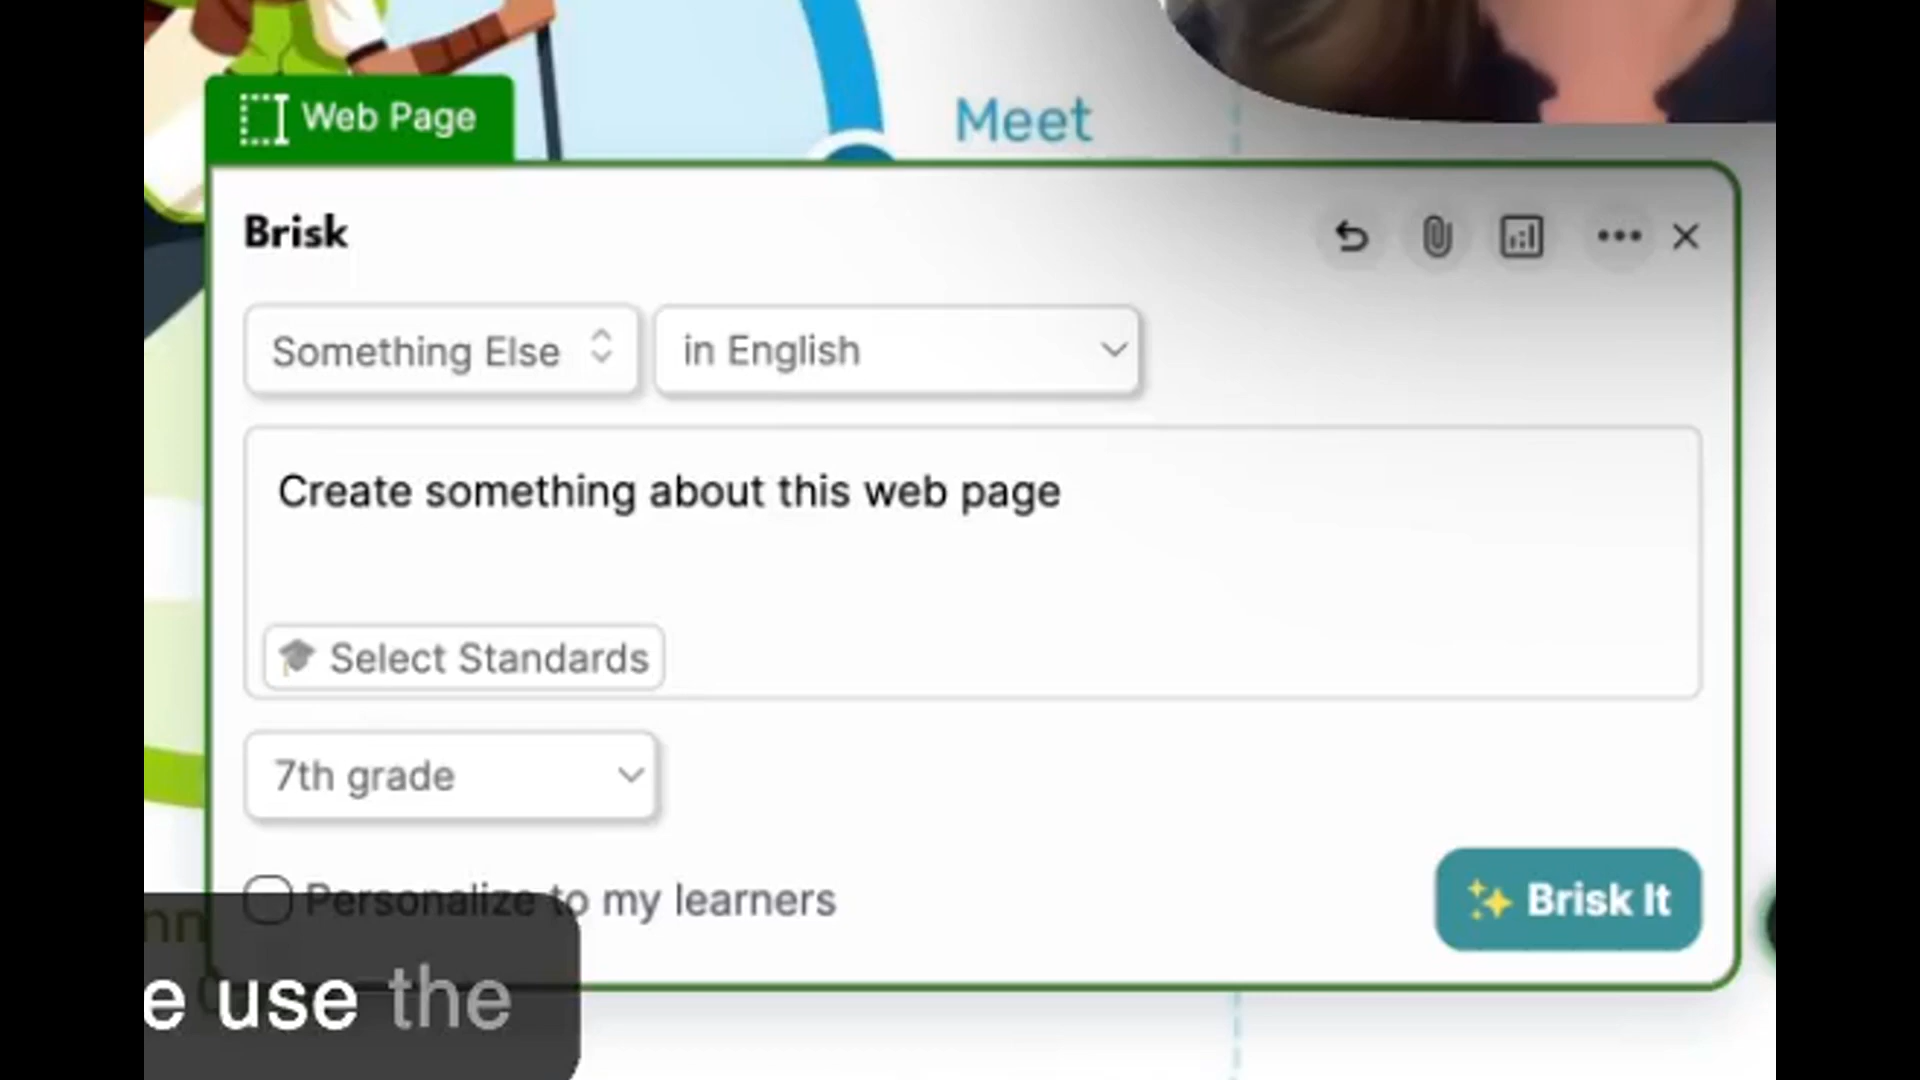 Meet
Web Page
Brisk
Something Else
in English
Create something about this web page
Select Standards
7th grade
Personalize to my learners
Brisk It
e use the